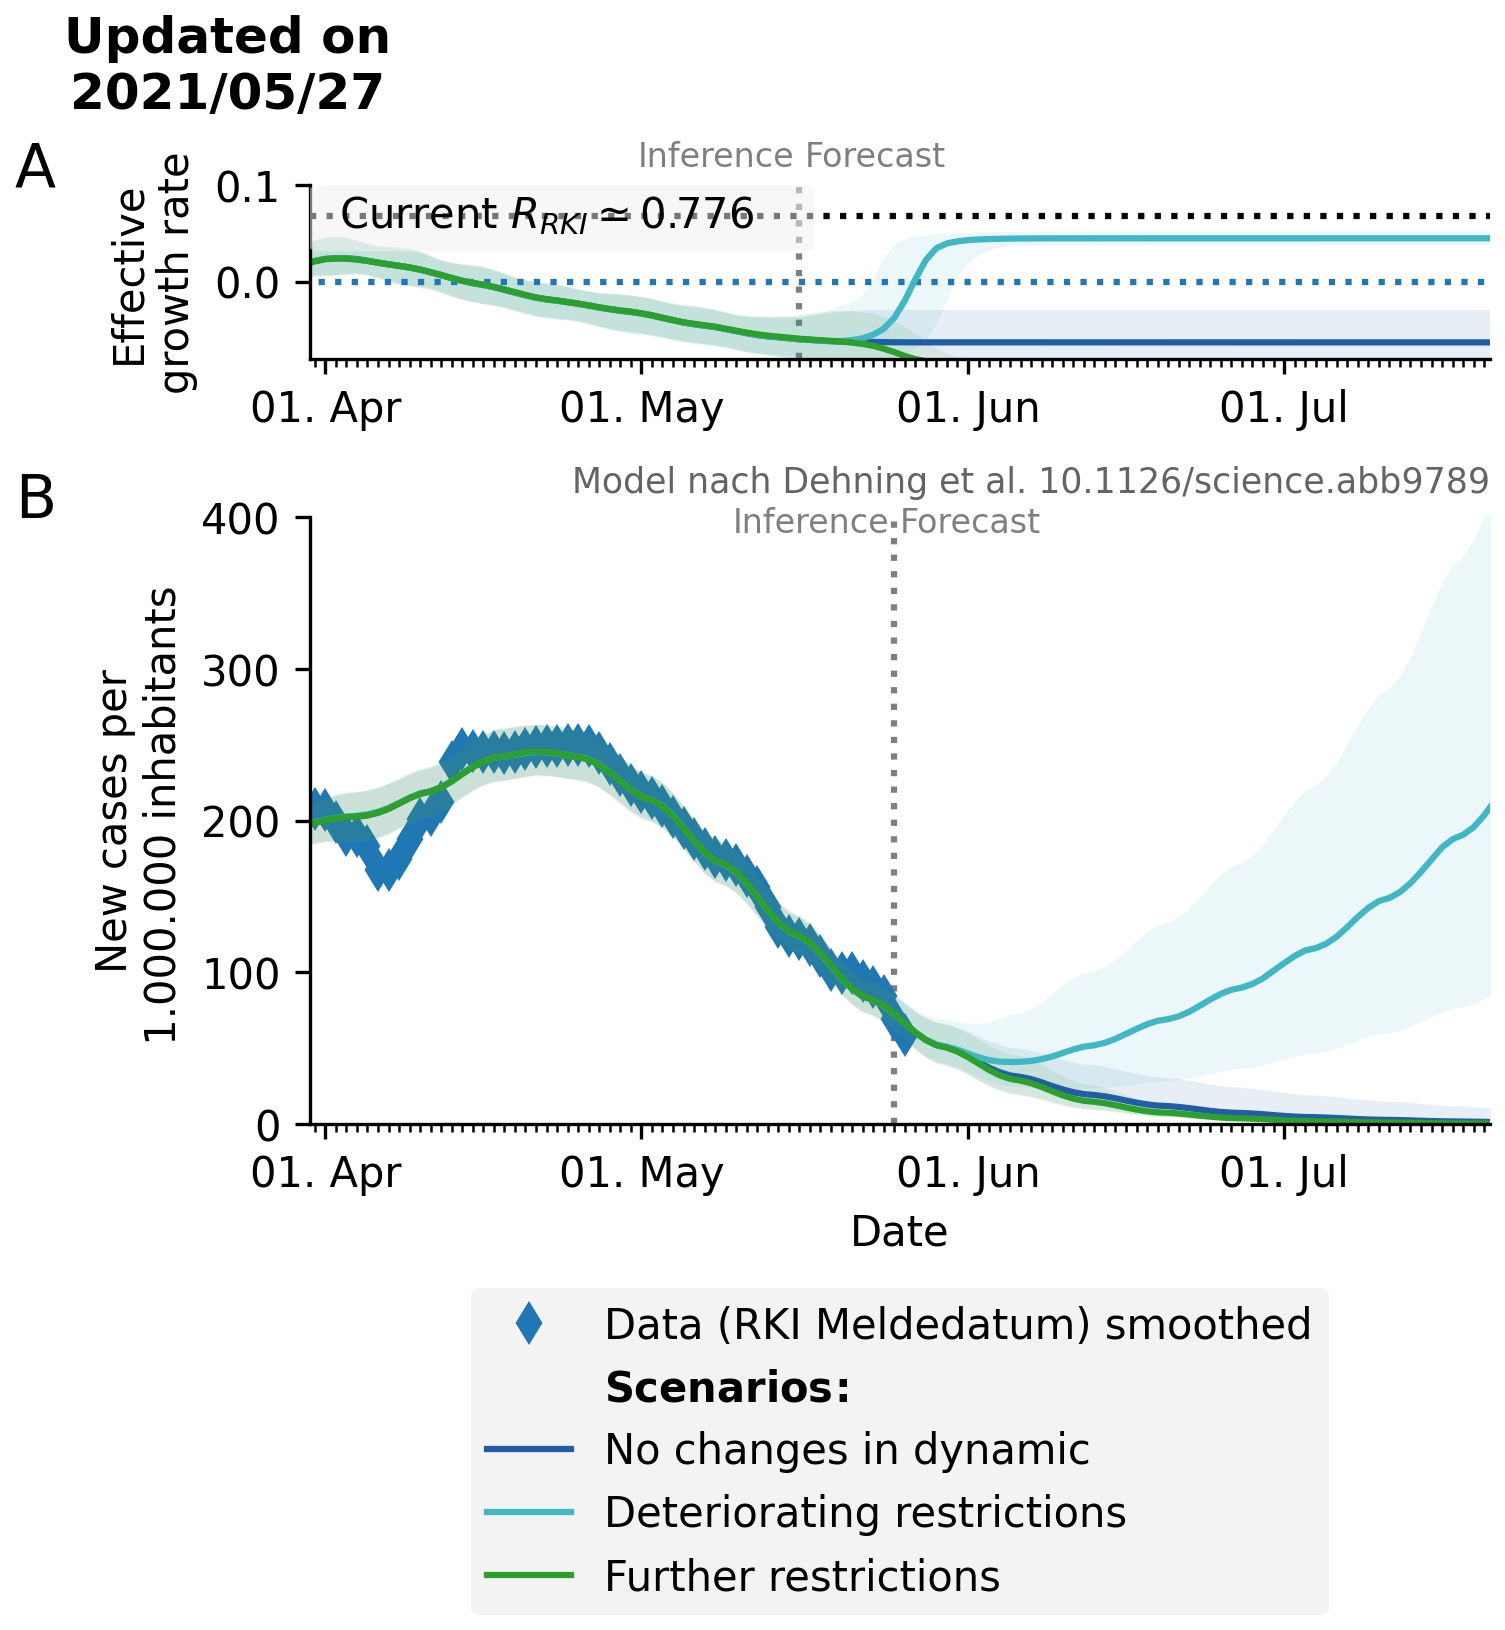 Updated on
2021/05/27
A
Inference Forecast
Effective
growth rate
0.1
0.0
Current R_RKI ≃ 0.776
01. Apr 01. May 01. Jun 01. Jul
B
Model nach Dehning et al. 10.1126/science.abb9789
Inference Forecast
New cases per
1.000.000 inhabitants
400
300
200
100
0
01. Apr 01. May 01. Jun 01. Jul
Date
Data (RKI Meldedatum) smoothed
Scenarios:
No changes in dynamic
Deteriorating restrictions
Further restrictions